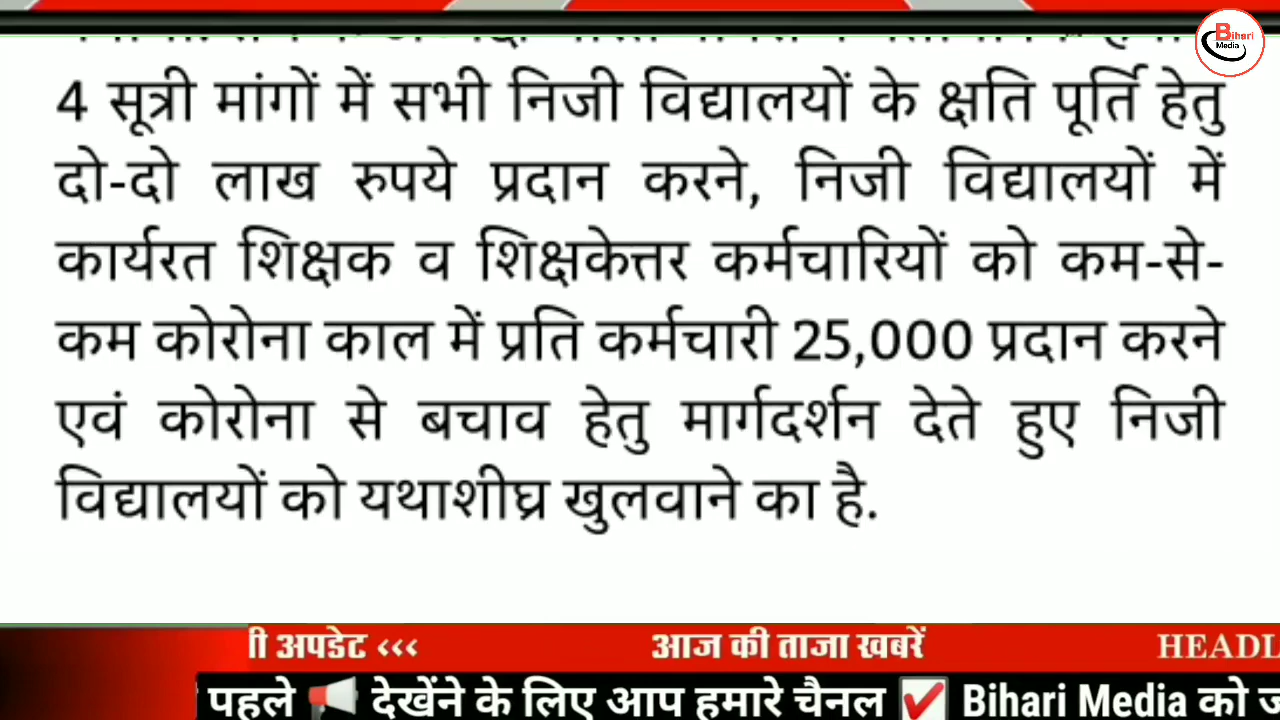 Bihari
Media
4 सूत्री मांगों में सभी निजी विद्यालयों के क्षति पूर्ति हेतु
दो-दो लाख रुपये प्रदान करने, निजी विद्यालयों में
कार्यरत शिक्षक व शिक्षकेत्तर कर्मचारियों को कम-से-
कम कोरोना काल में प्रति कर्मचारी 25,000 प्रदान करने
एवं कोरोना से बचाव हेतु मार्गदर्शन देते हुए निजी
विद्यालयों को यथाशीघ्र खुलवाने का है.
ी अपडेट ‹‹‹ आज की ताजा खबरें HEADL
पहले देखेंने के लिए आप हमारे चैनल Bihari Media को ज